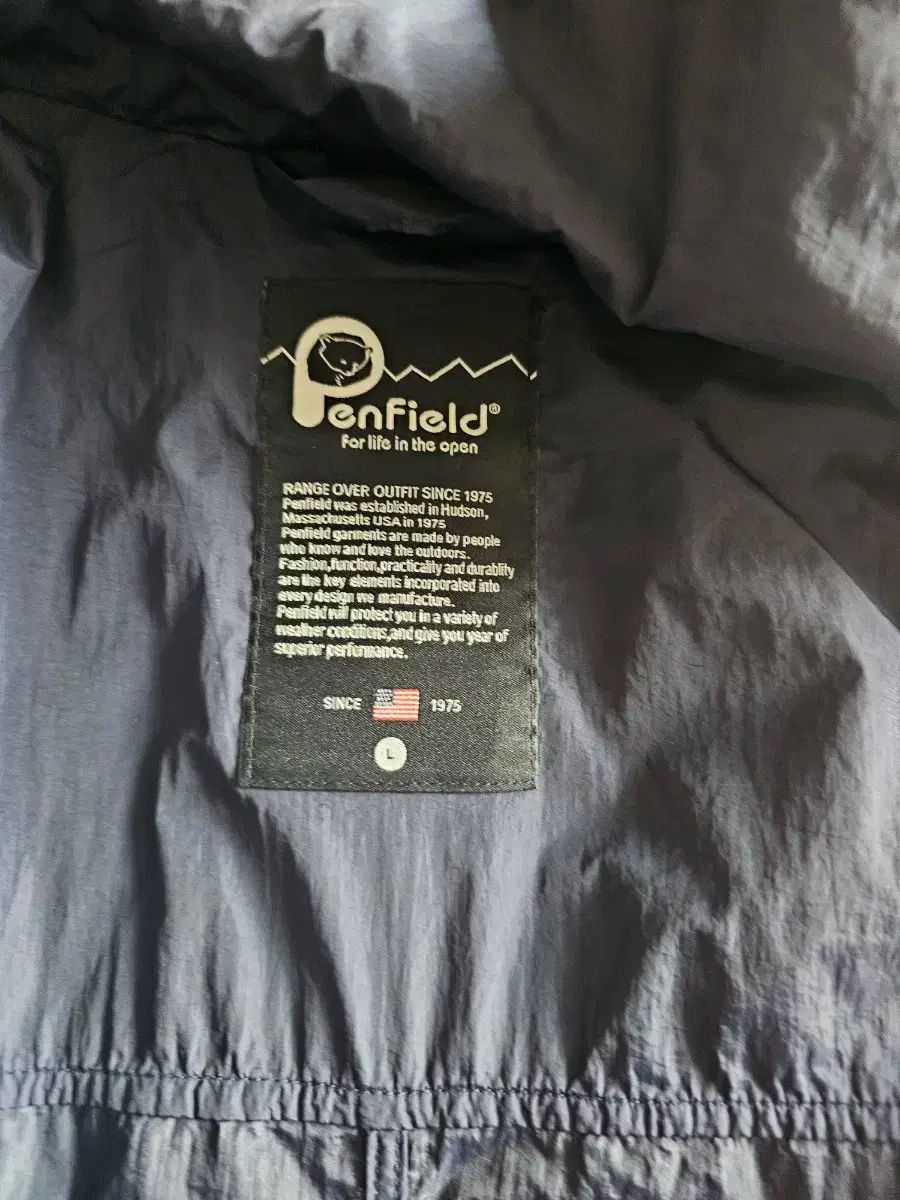 Penfield®
For life in the open
RANGE OVER OUTFIT SINCE 1975
Penfield was established in Hudson,
Massachusetts USA in 1975
Penfield garments are made by people
who know and love the outdoors.
Fashion,function,practicality and durablity
are the key elements incorporated into
every design we manufacture.
Penfield will protect you in a variety of
weather conditions,and give you year of
superior performance.
SINCE 1975
L